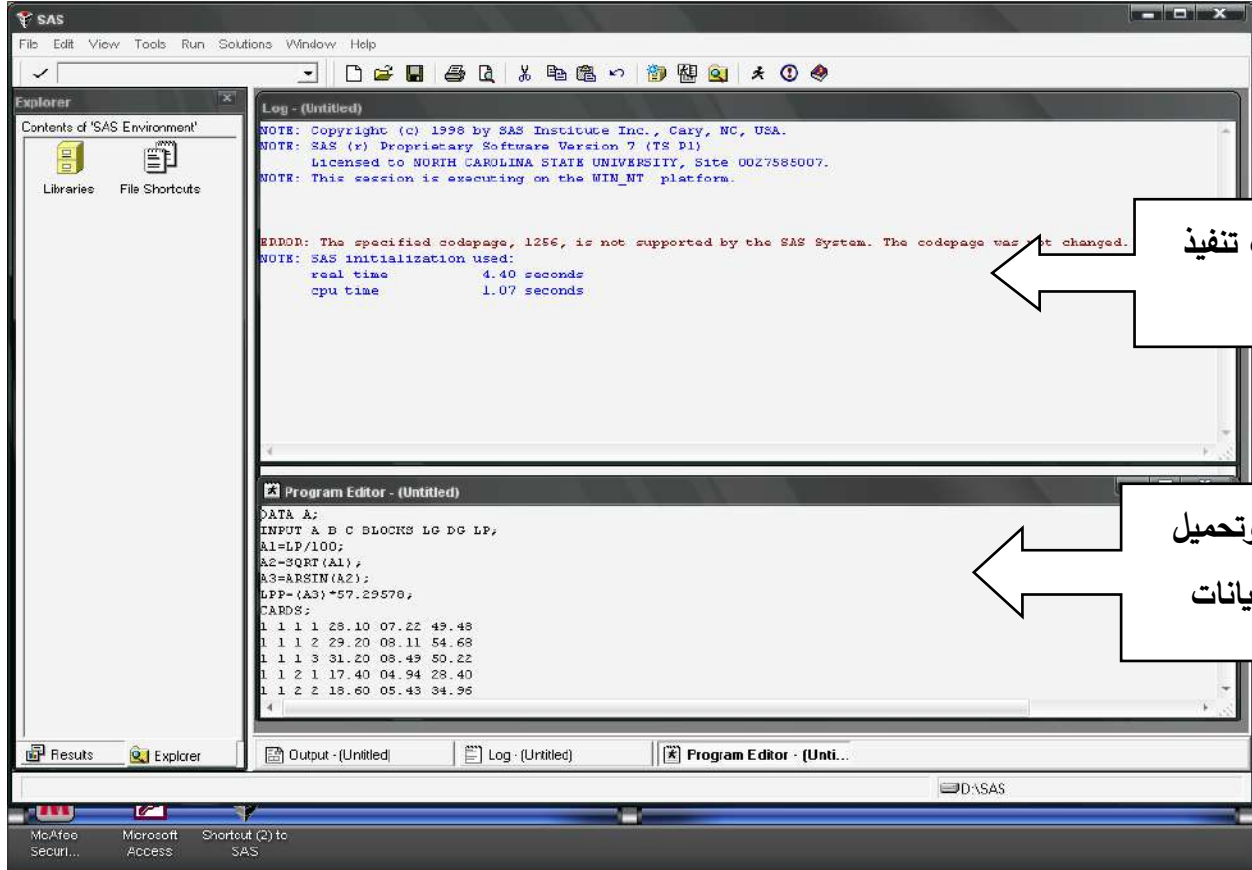 SAS
File Edit View Tools Run Solutions Window Help
Explorer
Contents of 'SAS Environment'
Libraries File Shortcuts
Log - (Untitled)
NOTE: Copyright (c) 1998 by SAS Institute Inc., Cary, NC, USA.
NOTE: SAS (r) Proprietary Software Version 7 (TS P1)
Licensed to NORTH CAROLINA STATE UNIVERSITY, Site 0027585007.
NOTE: This session is executing on the WIN_NT platform.
ERROR: The specified codepage, 1256, is not supported by the SAS System. The codepage was not changed.
NOTE: SAS initialization used:
real time 4.40 seconds
cpu time 1.07 seconds
تنفيذ
Program Editor - (Untitled)
DATA A;
INPUT A B C BLOCKS LG DG LP;
A1=LP/100;
A2=SQRT(A1);
A3=ARSIN(A2);
LPP=(A3)*57.29578;
CARDS;
1 1 1 1 28.10 07.22 49.48
1 1 1 2 29.20 08.11 54.68
1 1 1 3 31.20 08.49 50.22
1 1 2 1 17.40 04.94 28.40
1 1 2 2 18.60 05.43 34.96
وتحميل
يانات
Results Explorer
Output - (Untitled) Log - (Untitled) Program Editor - (Unti...
D:\SAS
McAfee Microsoft Shortcut (2) to
Securi... Access SAS